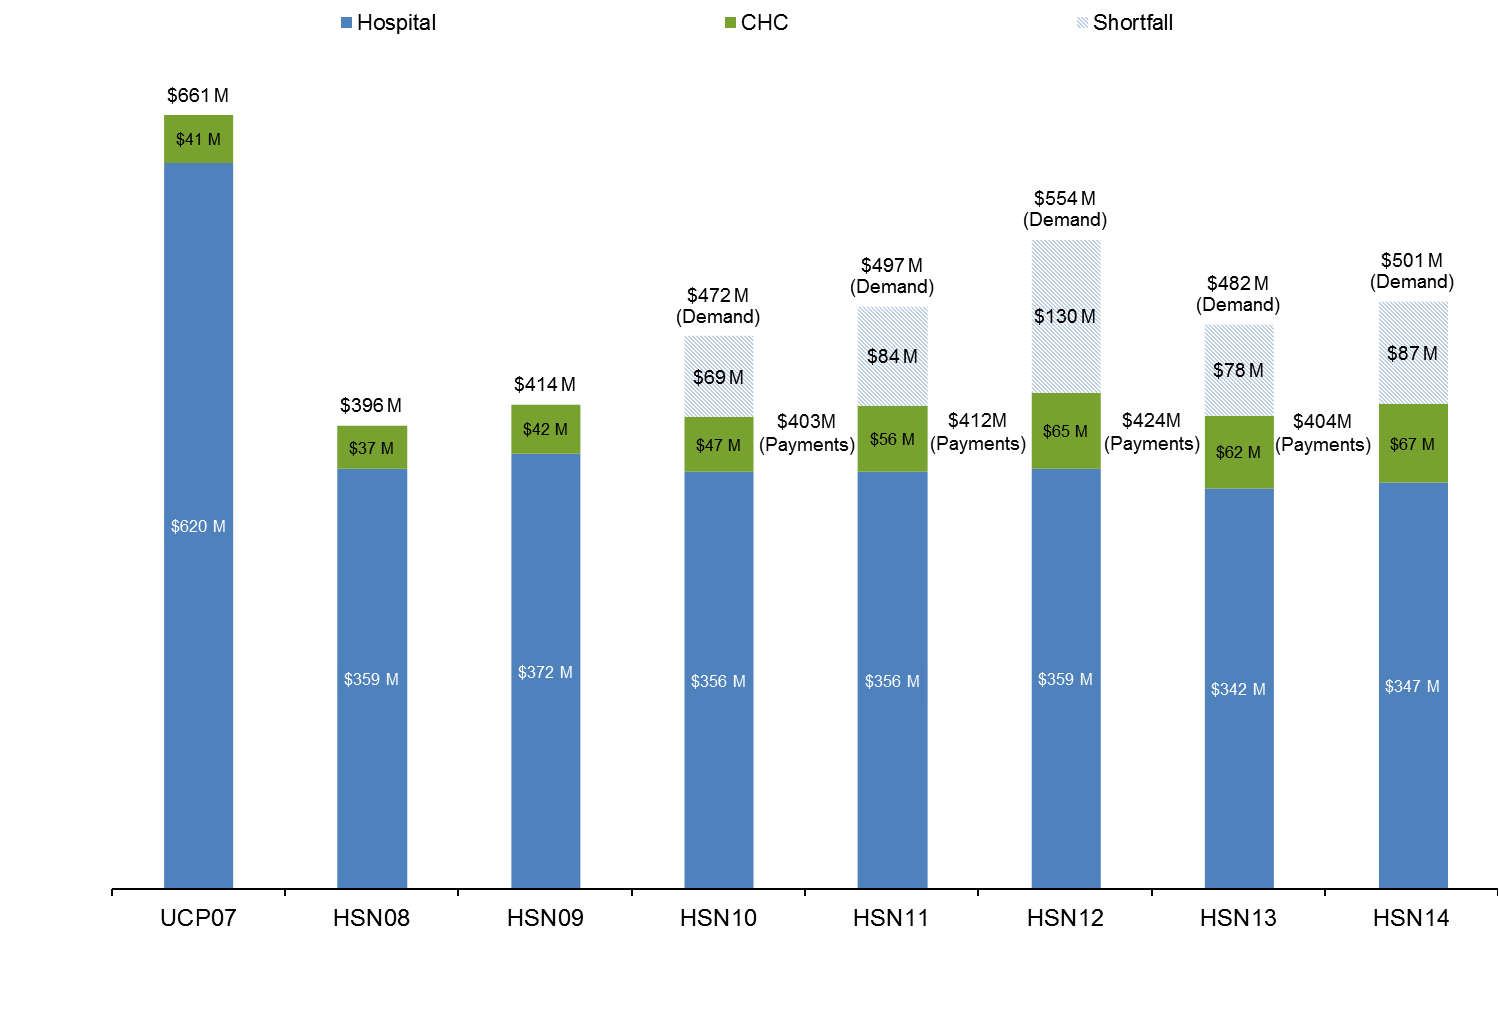 Hospital
CHC
Shortfall
$661 M
$41 M
$620 M
$396 M
$37 M
$359 M
$414 M
$42 M
$372 M
$472 M
(Demand)
$69 M
$47 M
$356 M
$403M
(Payments)
$497 M
(Demand)
$84 M
$56 M
$356 M
$412M
(Payments)
$554 M
(Demand)
$130 M
$65 M
$359 M
$424M
(Payments)
$482 M
(Demand)
$78 M
$62 M
$342 M
$404M
(Payments)
$501 M
(Demand)
$87 M
$67 M
$347 M
UCP07
HSN08
HSN09
HSN10
HSN11
HSN12
HSN13
HSN14